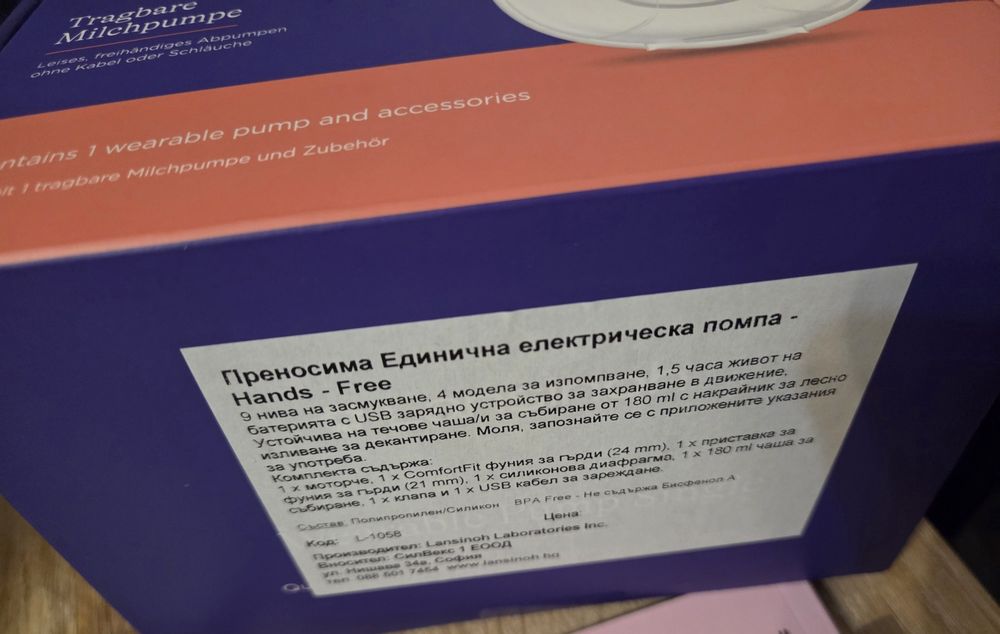 Tragbare
Milchpumpe
Leises, freihändiges Abpumpen
ohne Kabel oder Schläuche
ntains 1 wearable pump and accessories
1 tragbare Milchpumpe und Zubehör
Преносима Единична електрическа помпа -
Hands - Free
9 нива на засмукване, 4 модела за изпомпване, 1,5 часа живот на
батерията с USB зарядно устройство за захранване в движение,
Устойчива на течове чаша/и за събиране от 180 ml с накрайник за лесно
изливане за декантиране. Моля, запознайте се с приложените указания
за употреба.
Комплекта съдържа:
1 х моторче, 1 х ComfortFit фуния за гърди (24 mm), 1 х приставка за
фуния за гърди (21 mm), 1 х силиконова диафрагма, 1 х 180 ml чаша за
събиране, 1 х клапа и 1 х USB кабел за зареждане.
Състав: Полипропилен/Силикон BPA Free - Не съдържа Бисфенол А
Код: L-1058 Цена:
Производител: Lansinoh Laboratories Inc.
Вносител: СилВекс 1 ЕООД
ул. Нишава 34а, София
тел. 088 501 7454 www.lansinoh.bg